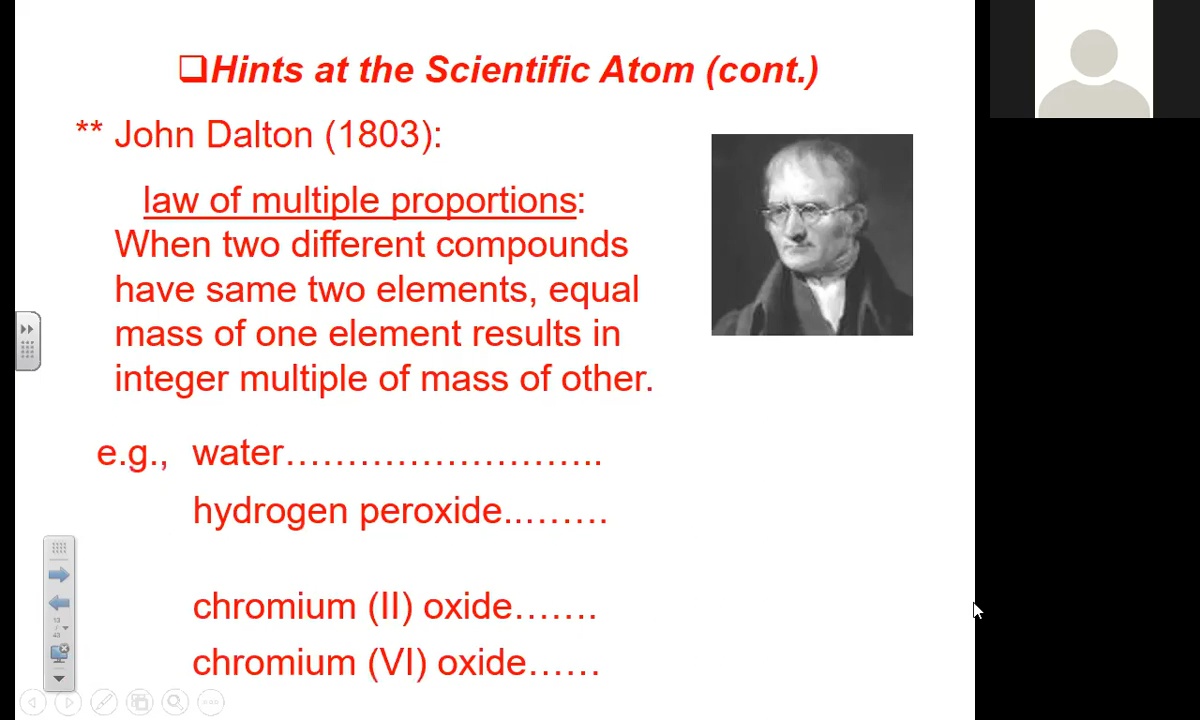 ❑Hints at the Scientific Atom (cont.)
** John Dalton (1803):
law of multiple proportions:
When two different compounds
have same two elements, equal
mass of one element results in
integer multiple of mass of other.
e.g., water……………………..
hydrogen peroxide..…….
chromium (II) oxide…….
chromium (VI) oxide……